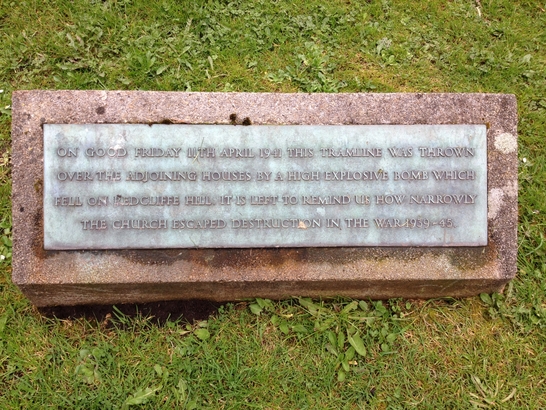 ON GOOD FRIDAY 11TH APRIL 1941 THIS TRAMLINE WAS THROWN
OVER THE ADJOINING HOUSES BY A HIGH EXPLOSIVE BOMB WHICH
FELL ON REDCLIFFE HILL. IT IS LEFT TO REMIND US HOW NARROWLY
THE CHURCH ESCAPED DESTRUCTION IN THE WAR 1939-45.